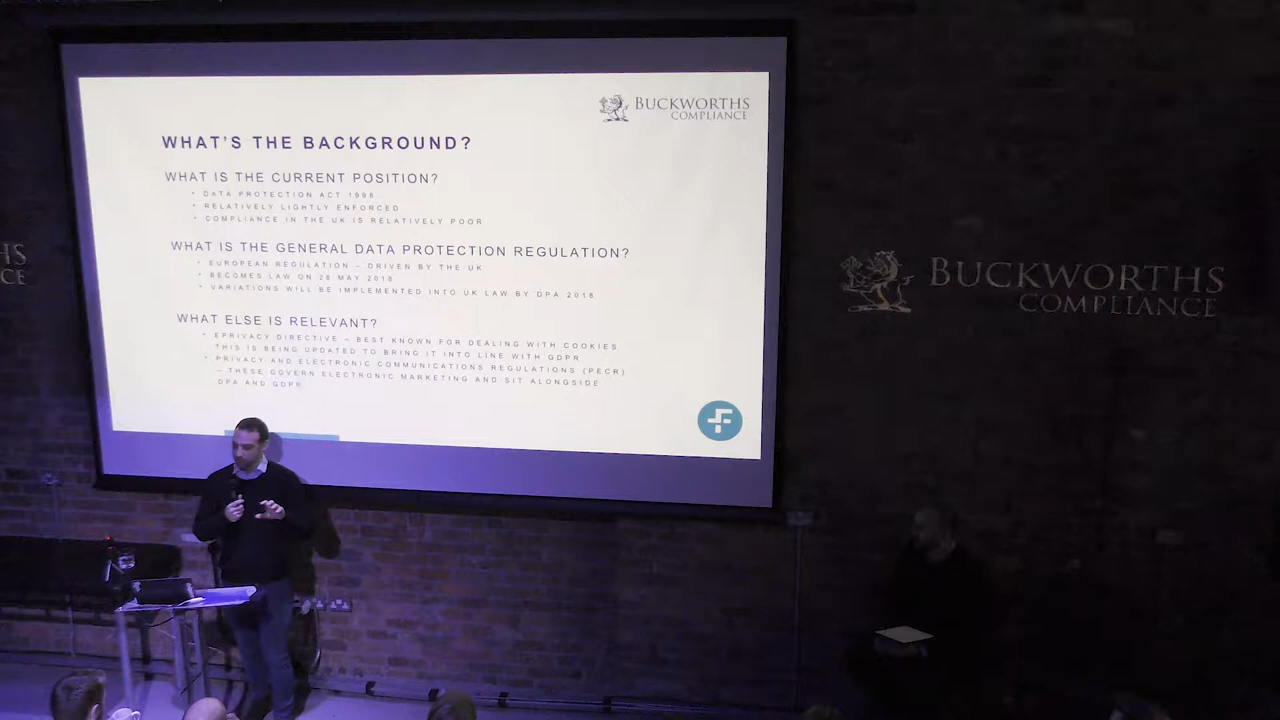 BUCKWORTHS
COMPLIANCE
WHAT'S THE BACKGROUND?
WHAT IS THE CURRENT POSITION?
• DATA PROTECTION ACT 1998
• RELATIVELY LIGHTLY ENFORCED
• COMPLIANCE IN THE UK IS RELATIVELY POOR
WHAT IS THE GENERAL DATA PROTECTION REGULATION?
• EUROPEAN REGULATION – DRIVEN BY THE UK
• BECOMES LAW ON 28 MAY 2018
• VARIATIONS WILL BE IMPLEMENTED INTO UK LAW BY DPA 2018
WHAT ELSE IS RELEVANT?
• EPRIVACY DIRECTIVE – BEST KNOWN FOR DEALING WITH COOKIES
THIS IS BEING UPDATED TO BRING IT INTO LINE WITH GDPR
• PRIVACY AND ELECTRONIC COMMUNICATIONS REGULATIONS (PECR)
– THESE GOVERN ELECTRONIC MARKETING AND SIT ALONGSIDE
DPA AND GDPR
HS
CE
BUCKWORTHS
COMPLIANCE